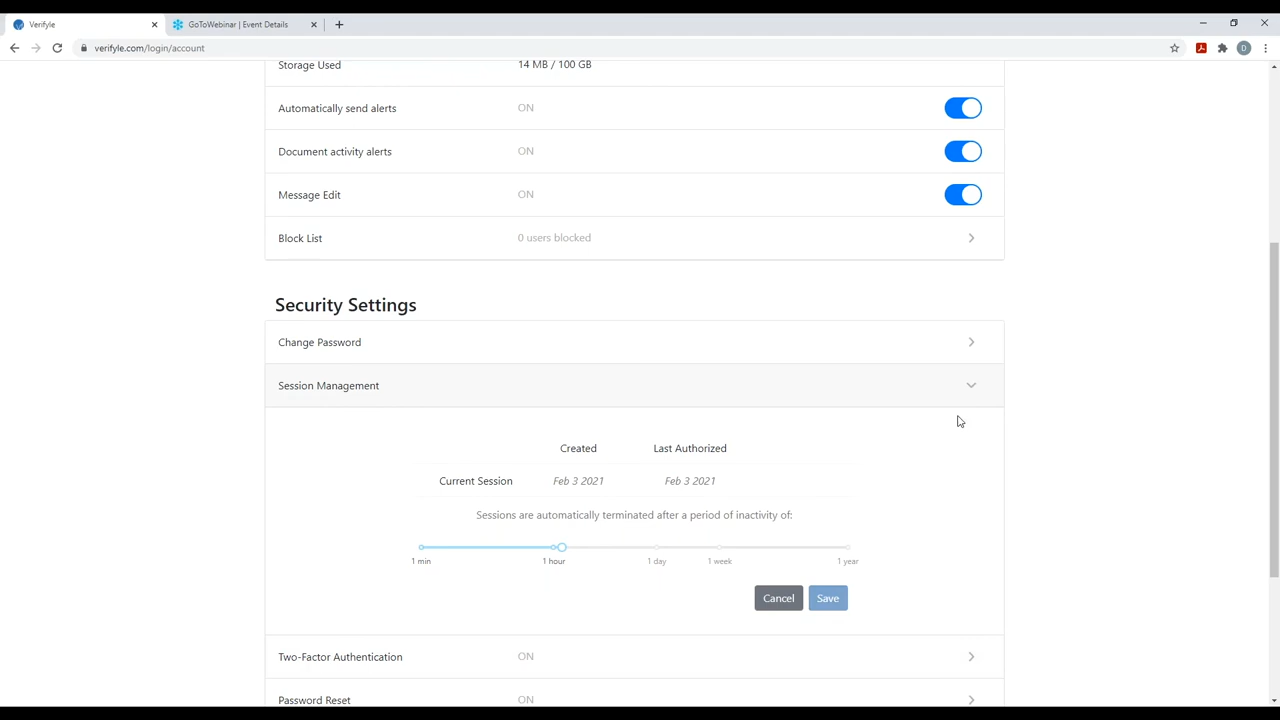 Verifyle
GoToWebinar | Event Details
verifyle.com/login/account
D
Storage Used 14 MB / 100 GB
Automatically send alerts ON
Document activity alerts ON
Message Edit ON
Block List 0 users blocked
Security Settings
Change Password
Session Management
Created Last Authorized
Current Session Feb 3 2021 Feb 3 2021
Sessions are automatically terminated after a period of inactivity of:
1 min 1 hour 1 day 1 week 1 year
Cancel Save
Two-Factor Authentication ON
Password Reset ON